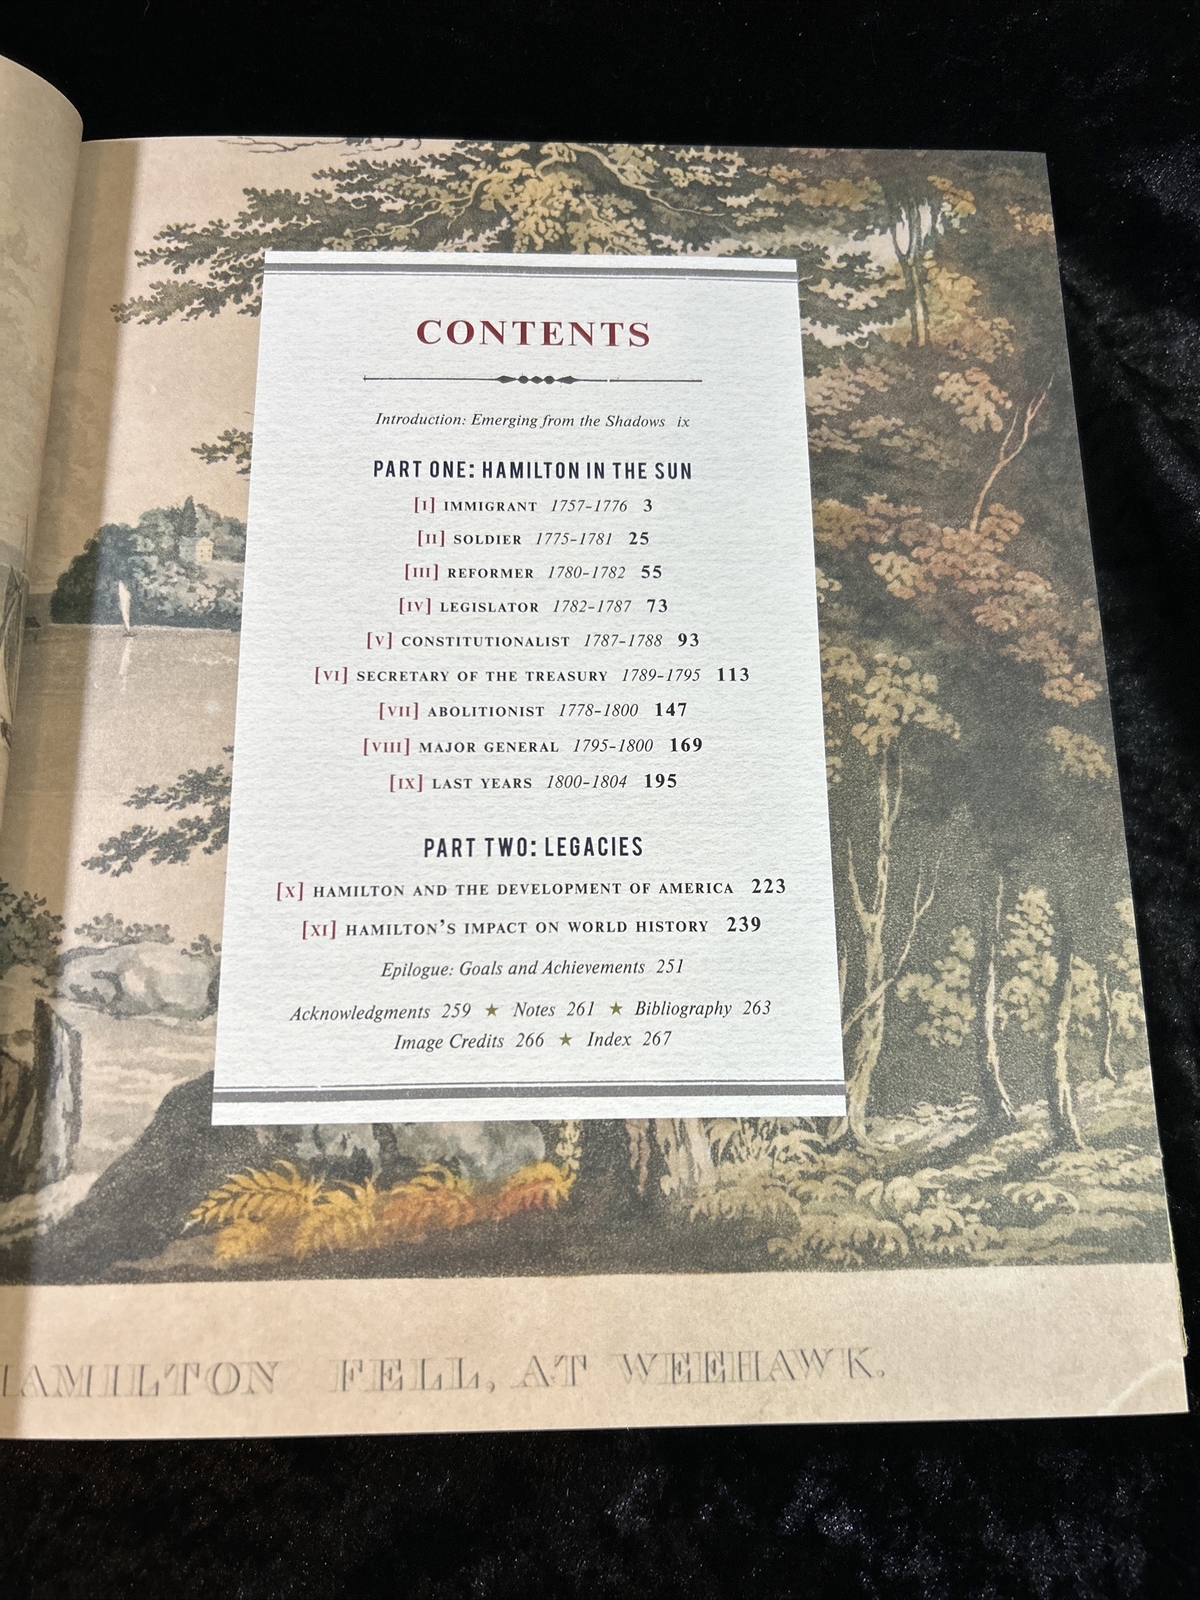 CONTENTS
Introduction: Emerging from the Shadows ix
PART ONE: HAMILTON IN THE SUN
[I] IMMIGRANT 1757–1776 3
[II] SOLDIER 1775–1781 25
[III] REFORMER 1780–1782 55
[IV] LEGISLATOR 1782–1787 73
[V] CONSTITUTIONALIST 1787–1788 93
[VI] SECRETARY OF THE TREASURY 1789–1795 113
[VII] ABOLITIONIST 1778–1800 147
[VIII] MAJOR GENERAL 1795–1800 169
[IX] LAST YEARS 1800–1804 195
PART TWO: LEGACIES
[X] HAMILTON AND THE DEVELOPMENT OF AMERICA 223
[XI] HAMILTON'S IMPACT ON WORLD HISTORY 239
Epilogue: Goals and Achievements 251
Acknowledgments 259 ★ Notes 261 ★ Bibliography 263
Image Credits 266 ★ Index 267
HAMILTON FELL, AT WEEHAWK.